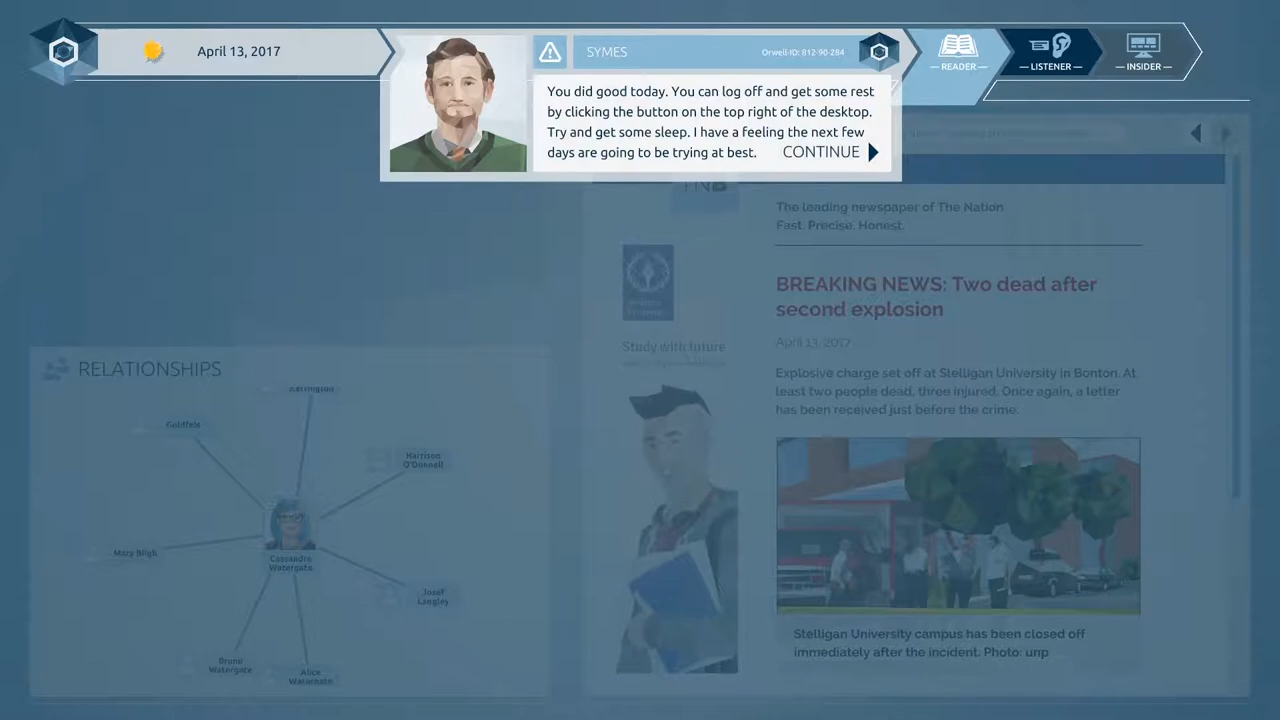 April 13, 2017
SYMES
Orwell-ID: 812-90-284
You did good today. You can log off and get some rest
by clicking the button on the top right of the desktop.
Try and get some sleep. I have a feeling the next few
days are going to be trying at best.
CONTINUE
— READER —
— LISTENER —
— INSIDER —
The leading newspaper of The Nation
Fast. Precise. Honest.
BREAKING NEWS: Two dead after
second explosion
April 13, 2017
Explosive charge set off at Stelligan University in Bonton. At
least two people dead, three injured. Once again, a letter
has been received just before the crime.
Stelligan University campus has been closed off
immediately after the incident. Photo: unp
Study with future
RELATIONSHIPS
Karrington
Goldfels
Harrison
O'Donnell
Mary Bligh
Cassandra
Watergate
Josef
Langley
Bruno
Watergate
Alice
Watergate